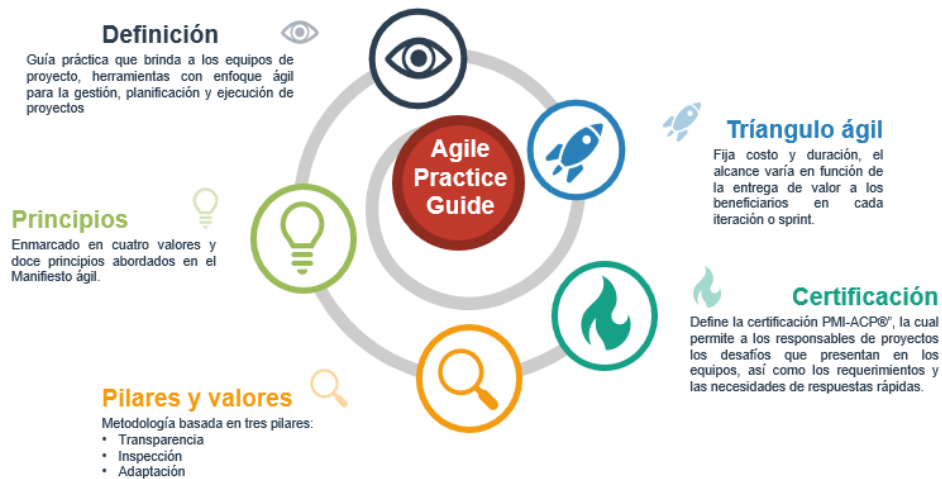 Definición
Guía práctica que brinda a los equipos de
proyecto, herramientas con enfoque ágil
para la gestión, planificación y ejecución de
proyectos
Agile
Practice
Guide
Tríangulo ágil
Fija costo y duración, el
alcance varía en función de
la entrega de valor a los
beneficiarios en cada
iteración o sprint.
Principios
Enmarcado en cuatro valores y
doce principios abordados en el
Manifiesto ágil.
Certificación
Define la certificación PMI-ACP®", la cual
permite a los responsables de proyectos
los desafíos que presentan en los
equipos, así como los requerimientos y
las necesidades de respuestas rápidas.
Pilares y valores
Metodología basada en tres pilares:
• Transparencia
• Inspección
• Adaptación